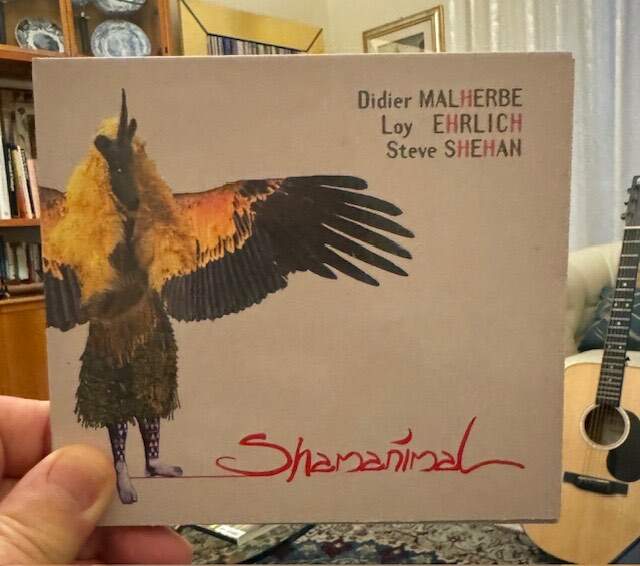 Didier MALHERBE
Loy EHRLICH
Steve SHEHAN
Shamanimal